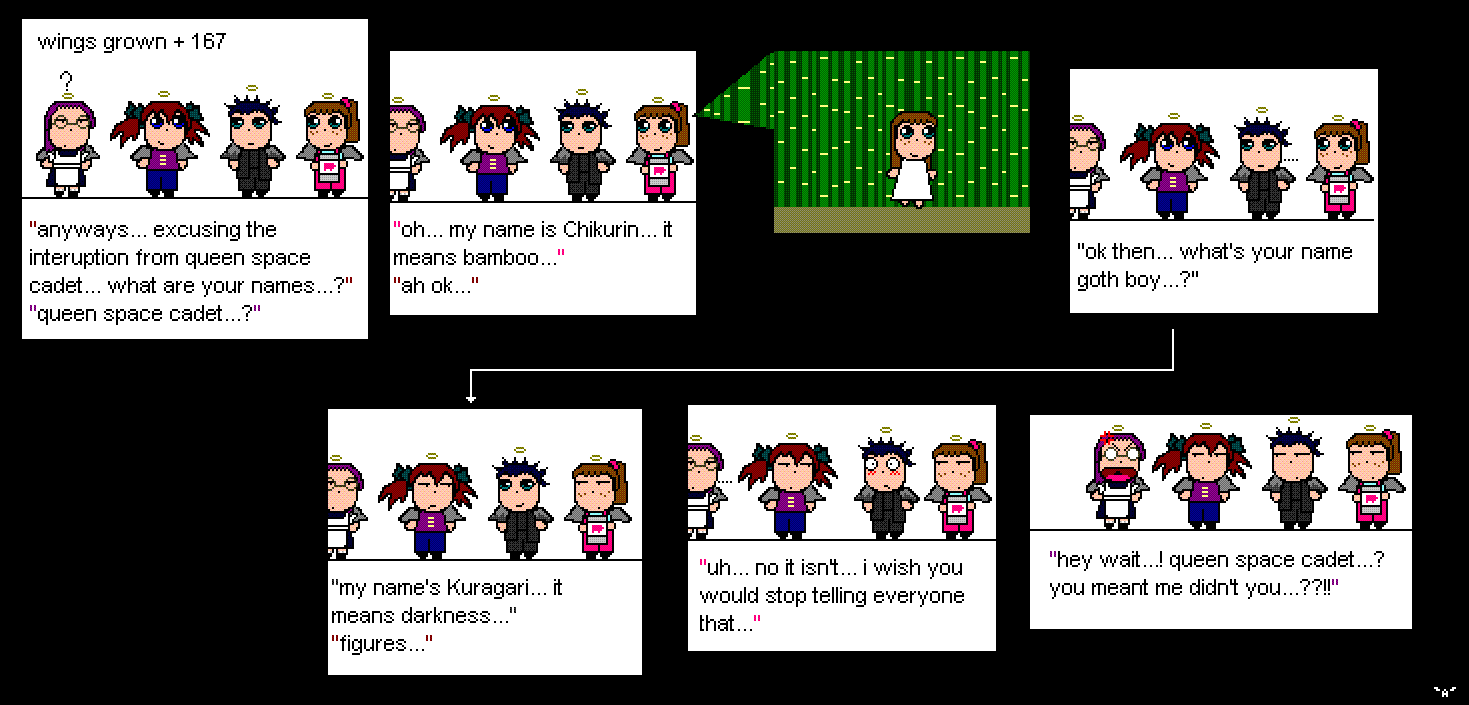 wings grown + 167
?
"anyways... excusing the
interuption from queen space
cadet... what are your names...?"
"queen space cadet...?"
"oh... my name is Chikurin... it
means bamboo..."
"ah ok..."
....
"ok then... what's your name
goth boy...?"
"my name's Kuragari... it
means darkness..."
"figures..."
...
"uh... no it isn't... i wish you
would stop telling everyone
that..."
"hey wait...! queen space cadet...?
you meant me didn't you...??!!"